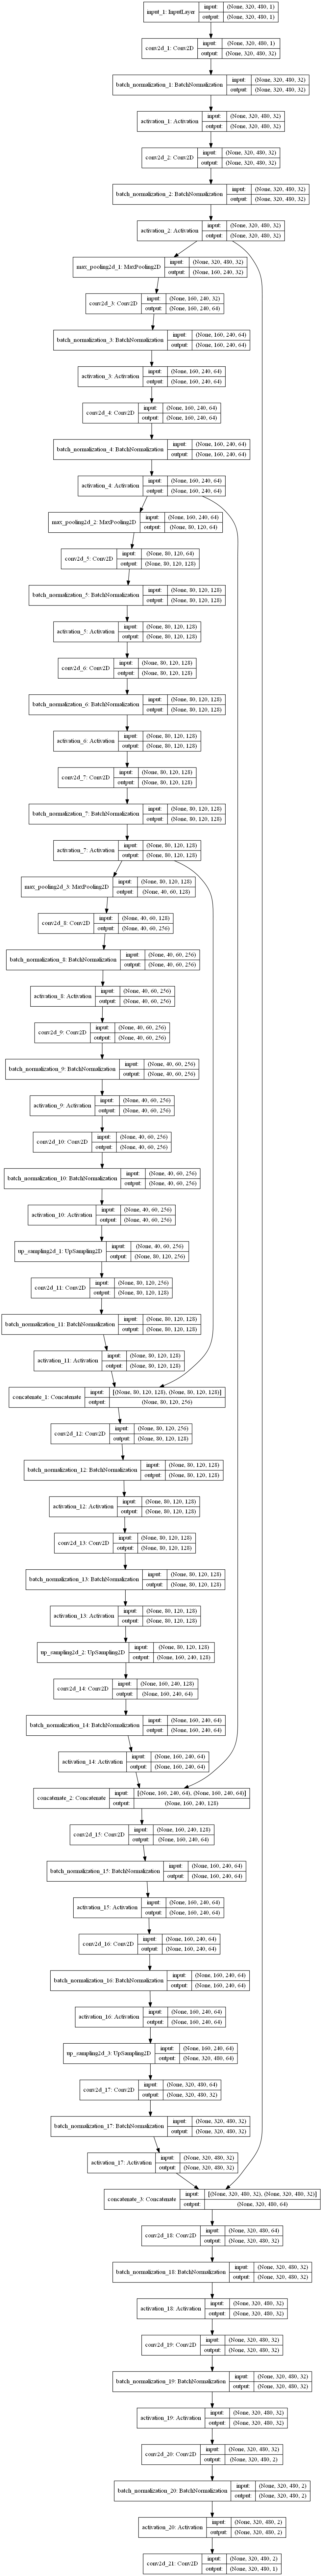 input_1: InputLayer
input: (None, 320, 480, 1)
output: (None, 320, 480, 1)
conv2d_1: Conv2D
input: (None, 320, 480, 1)
output: (None, 320, 480, 32)
batch_normalization_1: BatchNormalization
input: (None, 320, 480, 32)
output: (None, 320, 480, 32)
activation_1: Activation
input: (None, 320, 480, 32)
output: (None, 320, 480, 32)
conv2d_2: Conv2D
input: (None, 320, 480, 32)
output: (None, 320, 480, 32)
batch_normalization_2: BatchNormalization
input: (None, 320, 480, 32)
output: (None, 320, 480, 32)
activation_2: Activation
input: (None, 320, 480, 32)
output: (None, 320, 480, 32)
max_pooling2d_1: MaxPooling2D
input: (None, 320, 480, 32)
output: (None, 160, 240, 32)
conv2d_3: Conv2D
input: (None, 160, 240, 32)
output: (None, 160, 240, 64)
batch_normalization_3: BatchNormalization
input: (None, 160, 240, 64)
output: (None, 160, 240, 64)
activation_3: Activation
input: (None, 160, 240, 64)
output: (None, 160, 240, 64)
conv2d_4: Conv2D
input: (None, 160, 240, 64)
output: (None, 160, 240, 64)
batch_normalization_4: BatchNormalization
input: (None, 160, 240, 64)
output: (None, 160, 240, 64)
activation_4: Activation
input: (None, 160, 240, 64)
output: (None, 160, 240, 64)
max_pooling2d_2: MaxPooling2D
input: (None, 160, 240, 64)
output: (None, 80, 120, 64)
conv2d_5: Conv2D
input: (None, 80, 120, 64)
output: (None, 80, 120, 128)
batch_normalization_5: BatchNormalization
input: (None, 80, 120, 128)
output: (None, 80, 120, 128)
activation_5: Activation
input: (None, 80, 120, 128)
output: (None, 80, 120, 128)
conv2d_6: Conv2D
input: (None, 80, 120, 128)
output: (None, 80, 120, 128)
batch_normalization_6: BatchNormalization
input: (None, 80, 120, 128)
output: (None, 80, 120, 128)
activation_6: Activation
input: (None, 80, 120, 128)
output: (None, 80, 120, 128)
conv2d_7: Conv2D
input: (None, 80, 120, 128)
output: (None, 80, 120, 128)
batch_normalization_7: BatchNormalization
input: (None, 80, 120, 128)
output: (None, 80, 120, 128)
activation_7: Activation
input: (None, 80, 120, 128)
output: (None, 80, 120, 128)
max_pooling2d_3: MaxPooling2D
input: (None, 80, 120, 128)
output: (None, 40, 60, 128)
conv2d_8: Conv2D
input: (None, 40, 60, 128)
output: (None, 40, 60, 256)
batch_normalization_8: BatchNormalization
input: (None, 40, 60, 256)
output: (None, 40, 60, 256)
activation_8: Activation
input: (None, 40, 60, 256)
output: (None, 40, 60, 256)
conv2d_9: Conv2D
input: (None, 40, 60, 256)
output: (None, 40, 60, 256)
batch_normalization_9: BatchNormalization
input: (None, 40, 60, 256)
output: (None, 40, 60, 256)
activation_9: Activation
input: (None, 40, 60, 256)
output: (None, 40, 60, 256)
conv2d_10: Conv2D
input: (None, 40, 60, 256)
output: (None, 40, 60, 256)
batch_normalization_10: BatchNormalization
input: (None, 40, 60, 256)
output: (None, 40, 60, 256)
activation_10: Activation
input: (None, 40, 60, 256)
output: (None, 40, 60, 256)
up_sampling2d_1: UpSampling2D
input: (None, 40, 60, 256)
output: (None, 80, 120, 256)
conv2d_11: Conv2D
input: (None, 80, 120, 256)
output: (None, 80, 120, 128)
batch_normalization_11: BatchNormalization
input: (None, 80, 120, 128)
output: (None, 80, 120, 128)
activation_11: Activation
input: (None, 80, 120, 128)
output: (None, 80, 120, 128)
concatenate_1: Concatenate
input: [(None, 80, 120, 128), (None, 80, 120, 128)]
output: (None, 80, 120, 256)
conv2d_12: Conv2D
input: (None, 80, 120, 256)
output: (None, 80, 120, 128)
batch_normalization_12: BatchNormalization
input: (None, 80, 120, 128)
output: (None, 80, 120, 128)
activation_12: Activation
input: (None, 80, 120, 128)
output: (None, 80, 120, 128)
conv2d_13: Conv2D
input: (None, 80, 120, 128)
output: (None, 80, 120, 128)
batch_normalization_13: BatchNormalization
input: (None, 80, 120, 128)
output: (None, 80, 120, 128)
activation_13: Activation
input: (None, 80, 120, 128)
output: (None, 80, 120, 128)
up_sampling2d_2: UpSampling2D
input: (None, 80, 120, 128)
output: (None, 160, 240, 128)
conv2d_14: Conv2D
input: (None, 160, 240, 128)
output: (None, 160, 240, 64)
batch_normalization_14: BatchNormalization
input: (None, 160, 240, 64)
output: (None, 160, 240, 64)
activation_14: Activation
input: (None, 160, 240, 64)
output: (None, 160, 240, 64)
concatenate_2: Concatenate
input: [(None, 160, 240, 64), (None, 160, 240, 64)]
output: (None, 160, 240, 128)
conv2d_15: Conv2D
input: (None, 160, 240, 128)
output: (None, 160, 240, 64)
batch_normalization_15: BatchNormalization
input: (None, 160, 240, 64)
output: (None, 160, 240, 64)
activation_15: Activation
input: (None, 160, 240, 64)
output: (None, 160, 240, 64)
conv2d_16: Conv2D
input: (None, 160, 240, 64)
output: (None, 160, 240, 64)
batch_normalization_16: BatchNormalization
input: (None, 160, 240, 64)
output: (None, 160, 240, 64)
activation_16: Activation
input: (None, 160, 240, 64)
output: (None, 160, 240, 64)
up_sampling2d_3: UpSampling2D
input: (None, 160, 240, 64)
output: (None, 320, 480, 64)
conv2d_17: Conv2D
input: (None, 320, 480, 64)
output: (None, 320, 480, 32)
batch_normalization_17: BatchNormalization
input: (None, 320, 480, 32)
output: (None, 320, 480, 32)
activation_17: Activation
input: (None, 320, 480, 32)
output: (None, 320, 480, 32)
concatenate_3: Concatenate
input: [(None, 320, 480, 32), (None, 320, 480, 32)]
output: (None, 320, 480, 64)
conv2d_18: Conv2D
input: (None, 320, 480, 64)
output: (None, 320, 480, 32)
batch_normalization_18: BatchNormalization
input: (None, 320, 480, 32)
output: (None, 320, 480, 32)
activation_18: Activation
input: (None, 320, 480, 32)
output: (None, 320, 480, 32)
conv2d_19: Conv2D
input: (None, 320, 480, 32)
output: (None, 320, 480, 32)
batch_normalization_19: BatchNormalization
input: (None, 320, 480, 32)
output: (None, 320, 480, 32)
activation_19: Activation
input: (None, 320, 480, 32)
output: (None, 320, 480, 32)
conv2d_20: Conv2D
input: (None, 320, 480, 32)
output: (None, 320, 480, 2)
batch_normalization_20: BatchNormalization
input: (None, 320, 480, 2)
output: (None, 320, 480, 2)
activation_20: Activation
input: (None, 320, 480, 2)
output: (None, 320, 480, 2)
conv2d_21: Conv2D
input: (None, 320, 480, 2)
output: (None, 320, 480, 1)